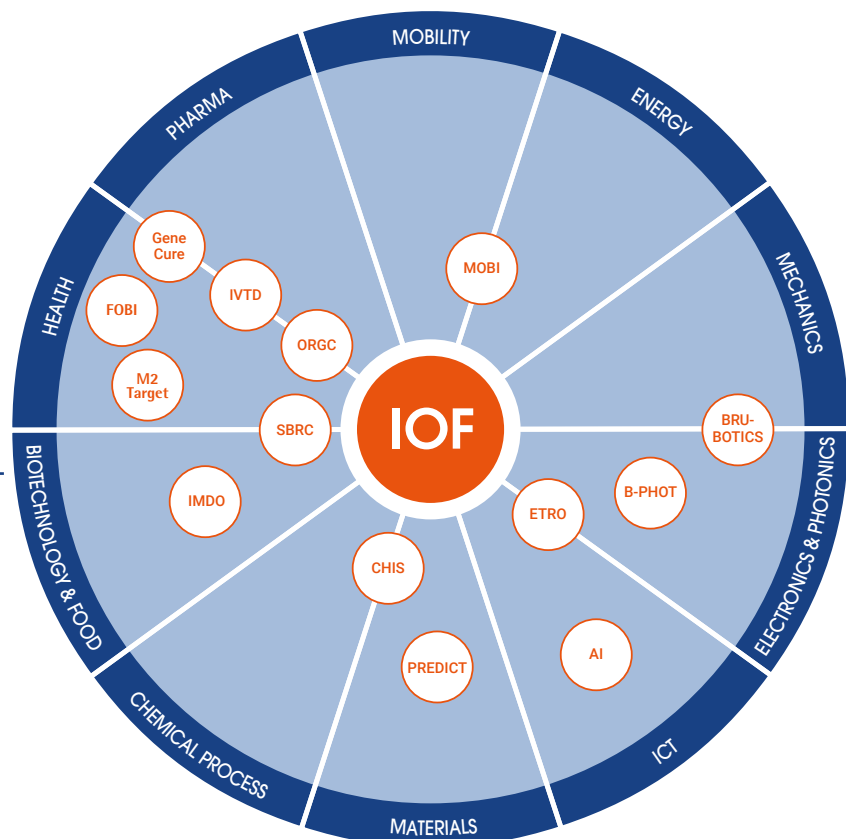 MOBILITY
ENERGY
MECHANICS
ELECTRONICS & PHOTONICS
ICT
MATERIALS
CHEMICAL PROCESS
BIOTECHNOLOGY & FOOD
HEALTH
PHARMA
Gene
Cure
IVTD
FOBI
ORGC
M2
Target
SBRC
IMDO
MOBI
IOF
BRU-
BOTICS
B-PHOT
ETRO
CHIS
PREDICT
AI